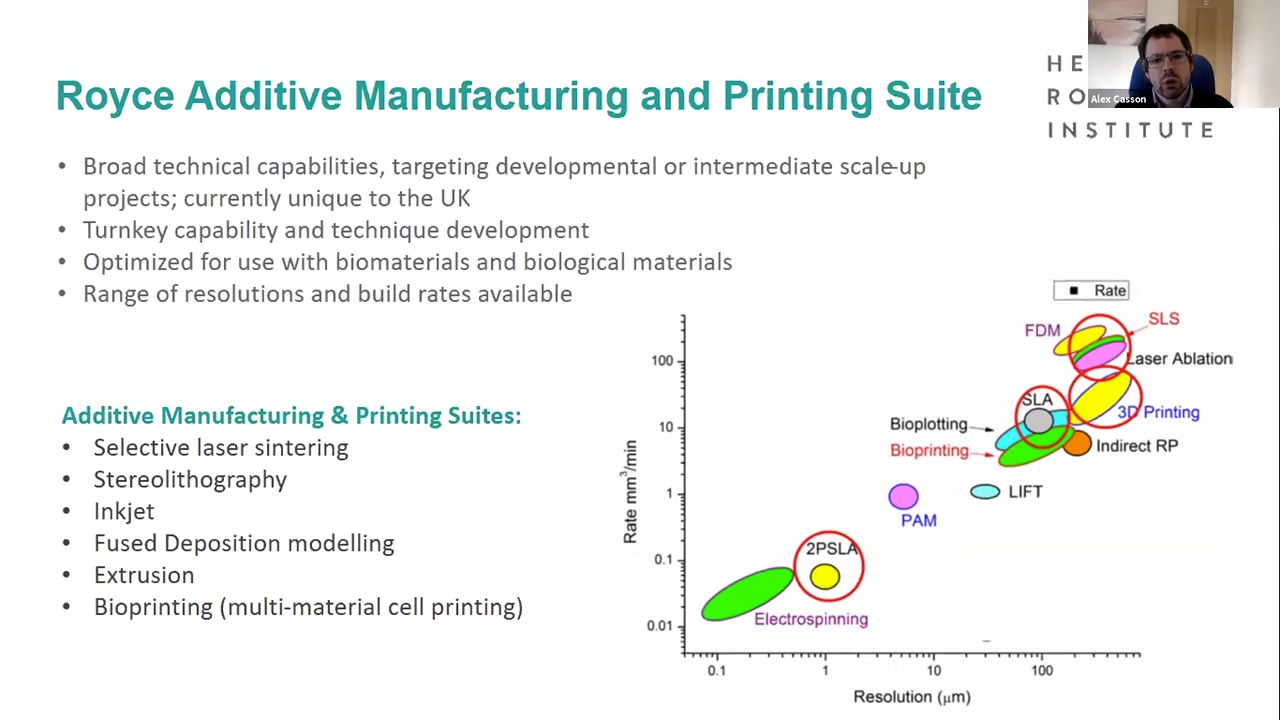 Royce Additive Manufacturing and Printing Suite
HE
RO
INSTITUTE
Alex Casson
• Broad technical capabilities, targeting developmental or intermediate scale-up
projects; currently unique to the UK
• Turnkey capability and technique development
• Optimized for use with biomaterials and biological materials
• Range of resolutions and build rates available
Additive Manufacturing & Printing Suites:
• Selective laser sintering
• Stereolithography
• Inkjet
• Fused Deposition modelling
• Extrusion
• Bioprinting (multi-material cell printing)
Rate
SLS
FDM
Laser Ablation
SLA
3D Printing
Bioplotting
Bioprinting
Indirect RP
LIFT
PAM
2PSLA
Electrospinning
Rate mm³/min
100
10
1
0.1
0.01
0.1
1
10
100
Resolution (μm)